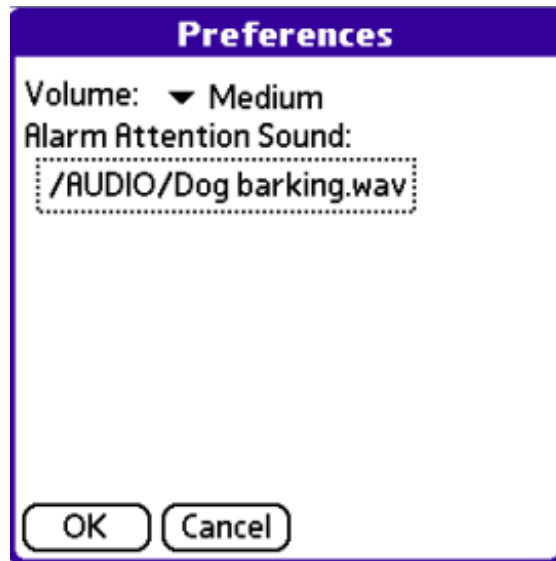 Preferences
Volume: Medium
Alarm Attention Sound:
/AUDIO/Dog barking.wav
OK Cancel